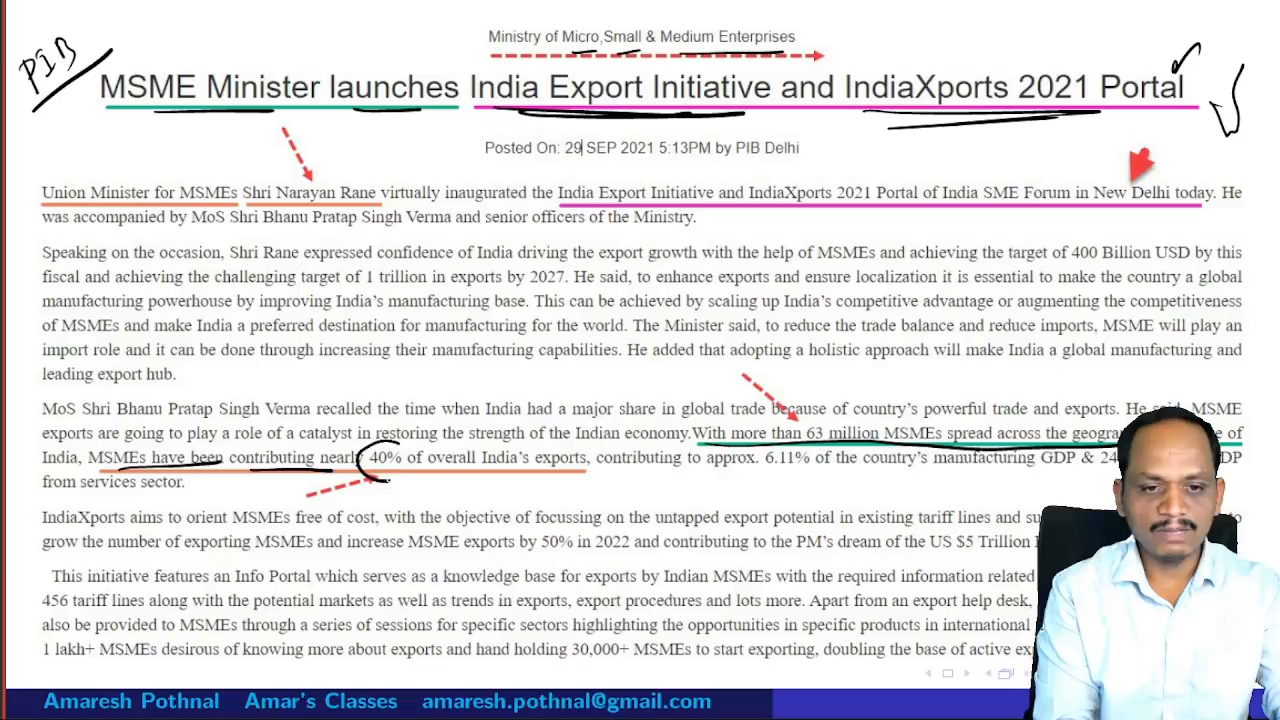 Ministry of Micro,Small & Medium Enterprises
PIB
MSME Minister launches India Export Initiative and IndiaXports 2021 Portal
Posted On: 29 SEP 2021 5:13PM by PIB Delhi
Union Minister for MSMEs Shri Narayan Rane virtually inaugurated the India Export Initiative and IndiaXports 2021 Portal of India SME Forum in New Delhi today. He
was accompanied by MoS Shri Bhanu Pratap Singh Verma and senior officers of the Ministry.
Speaking on the occasion, Shri Rane expressed confidence of India driving the export growth with the help of MSMEs and achieving the target of 400 Billion USD by this
fiscal and achieving the challenging target of 1 trillion in exports by 2027. He said, to enhance exports and ensure localization it is essential to make the country a global
manufacturing powerhouse by improving India's manufacturing base. This can be achieved by scaling up India's competitive advantage or augmenting the competitiveness
of MSMEs and make India a preferred destination for manufacturing for the world. The Minister said, to reduce the trade balance and reduce imports, MSME will play an
import role and it can be done through increasing their manufacturing capabilities. He added that adopting a holistic approach will make India a global manufacturing and
leading export hub.
MoS Shri Bhanu Pratap Singh Verma recalled the time when India had a major share in global trade because of country's powerful trade and exports. He said, MSME
exports are going to play a role of a catalyst in restoring the strength of the Indian economy.With more than 63 million MSMEs spread across the of
India, MSMEs have been contributing nearly 40% of overall India's exports, contributing to approx. 6.11% of the country's manufacturing GDP &
from services sector.
IndiaXports aims to orient MSMEs free of cost, with the objective of focussing on the untapped export potential in existing tariff lines and to
grow the number of exporting MSMEs and increase MSME exports by 50% in 2022 and contributing to the PM's dream of the US $5 Trillion
This initiative features an Info Portal which serves as a knowledge base for exports by Indian MSMEs with the required information related
456 tariff lines along with the potential markets as well as trends in exports, export procedures and lots more. Apart from an export help desk,
also be provided to MSMEs through a series of sessions for specific sectors highlighting the opportunities in specific products in international
1 lakh+ MSMEs desirous of knowing more about exports and hand holding 30,000+ MSMEs to start exporting, doubling the base of active
Amaresh Pothnal Amar's Classes amaresh.pothnal@gmail.com